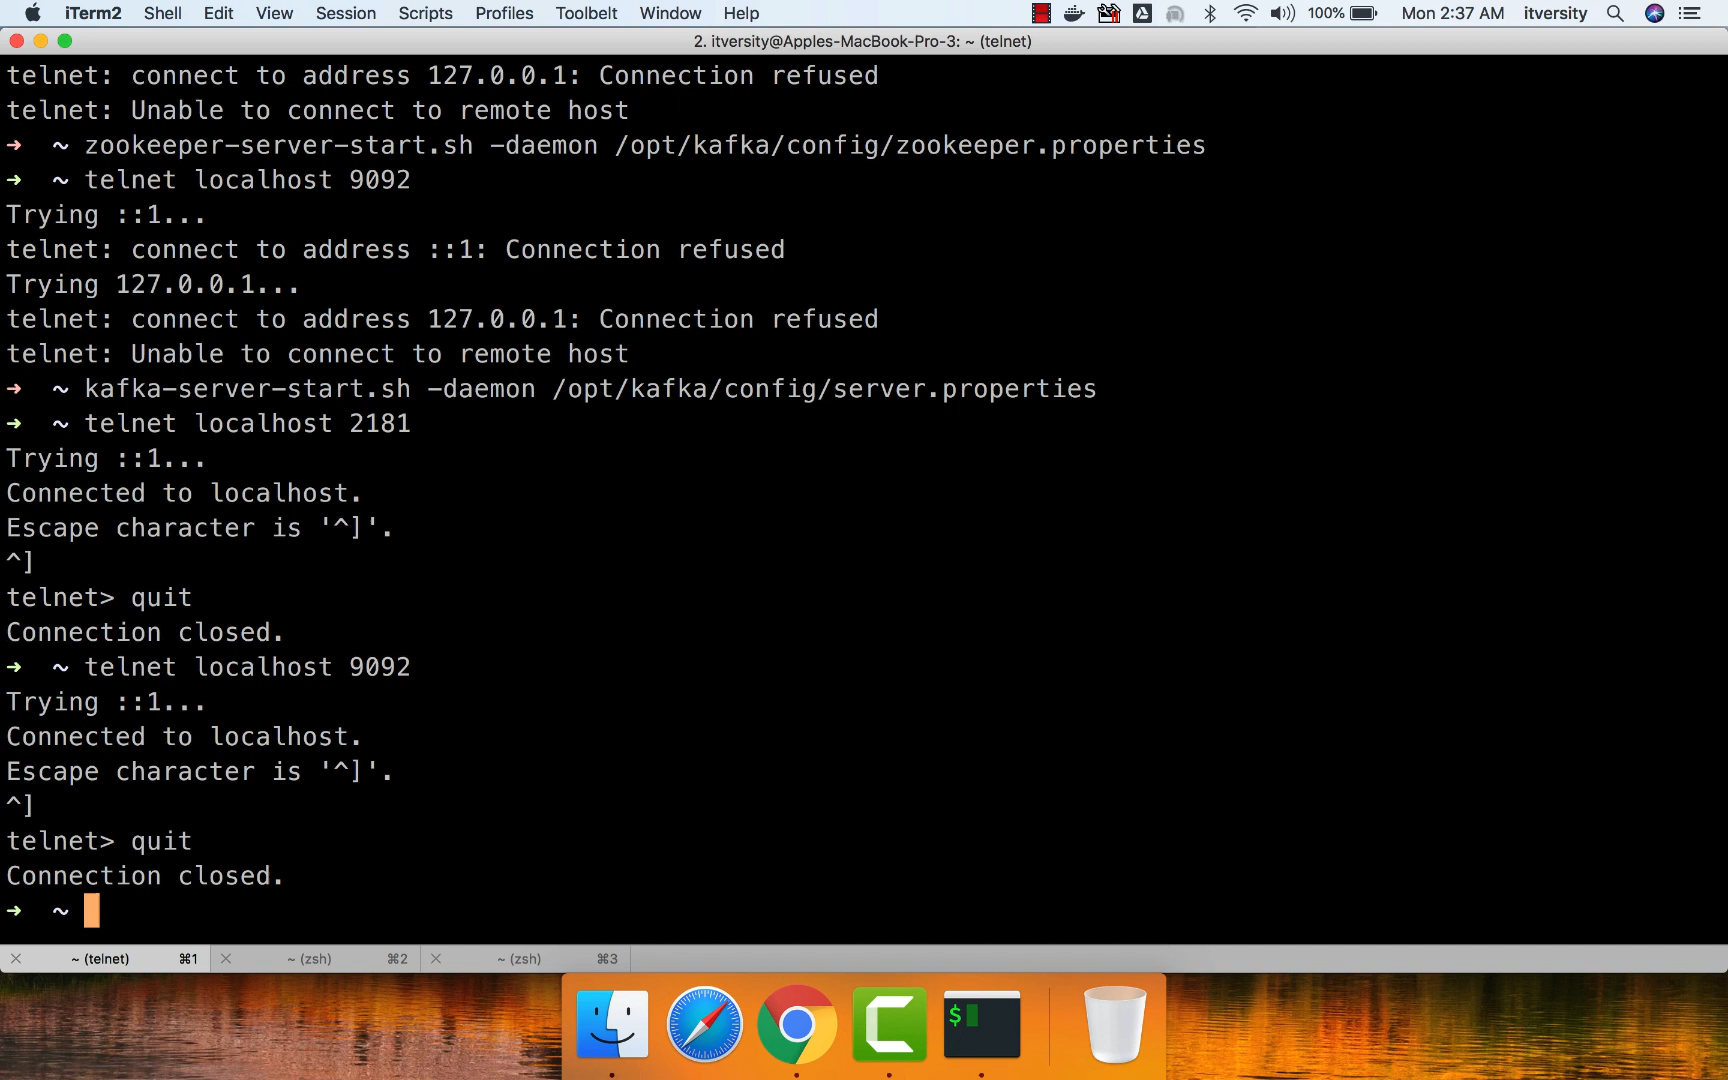 iTerm2 Shell Edit View Session Scripts Profiles Toolbelt Window Help 100% Mon 2:37 AM itversity
2. itversity@Apples-MacBook-Pro-3: ~ (telnet)
telnet: connect to address 127.0.0.1: Connection refused
telnet: Unable to connect to remote host
➜ ~ zookeeper-server-start.sh -daemon /opt/kafka/config/zookeeper.properties
➜ ~ telnet localhost 9092
Trying ::1...
telnet: connect to address ::1: Connection refused
Trying 127.0.0.1...
telnet: connect to address 127.0.0.1: Connection refused
telnet: Unable to connect to remote host
➜ ~ kafka-server-start.sh -daemon /opt/kafka/config/server.properties
➜ ~ telnet localhost 2181
Trying ::1...
Connected to localhost.
Escape character is '^]'.
^]
telnet> quit
Connection closed.
➜ ~ telnet localhost 9092
Trying ::1...
Connected to localhost.
Escape character is '^]'.
^]
telnet> quit
Connection closed.
➜ ~
~ (telnet) ⌘1 ~ (zsh) ⌘2 ~ (zsh) ⌘3
$